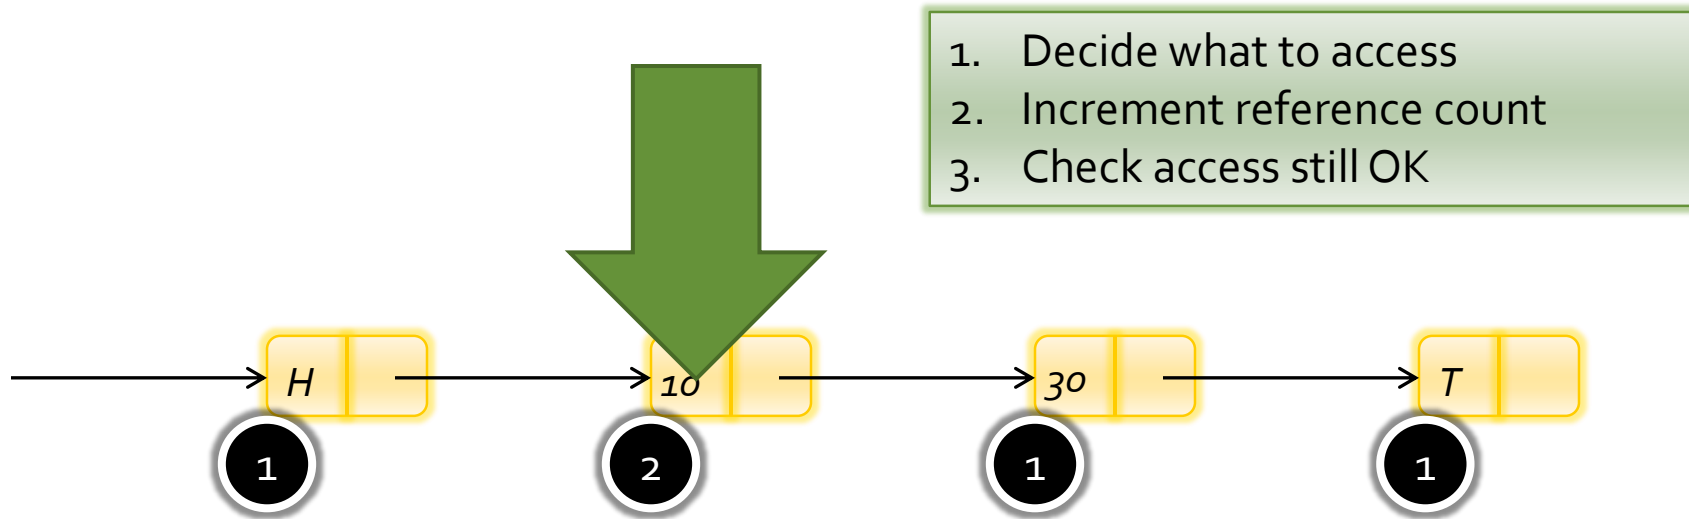 1. Decide what to access
2. Increment reference count
3. Check access still OK
H 10 30 T
1 2 1 1